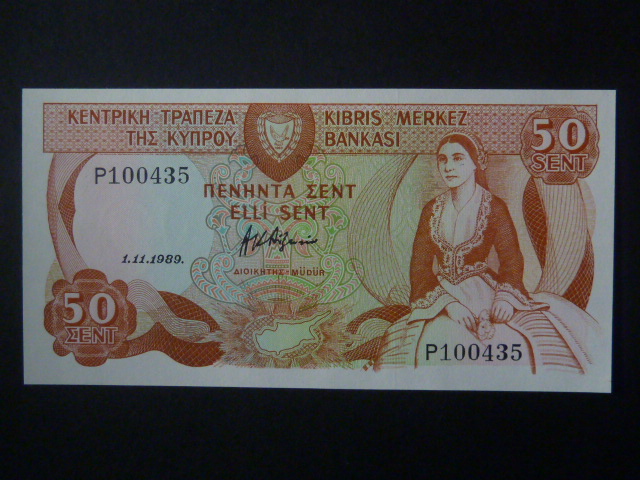 ΚΕΝΤΡΙΚΗ ΤΡΑΠΕΖΑ
ΤΗΣ ΚΥΠΡΟΥ
KIBRIS MERKEZ
BANKASI
50
SENT
P100435
ΠΕΝΗΝΤΑ ΣΕΝΤ
ELLİ SENT
1.11.1989.
ΔΙΟΙΚΗΤΗΣ-MÜDÜR
50
ΣΕΝΤ
P100435